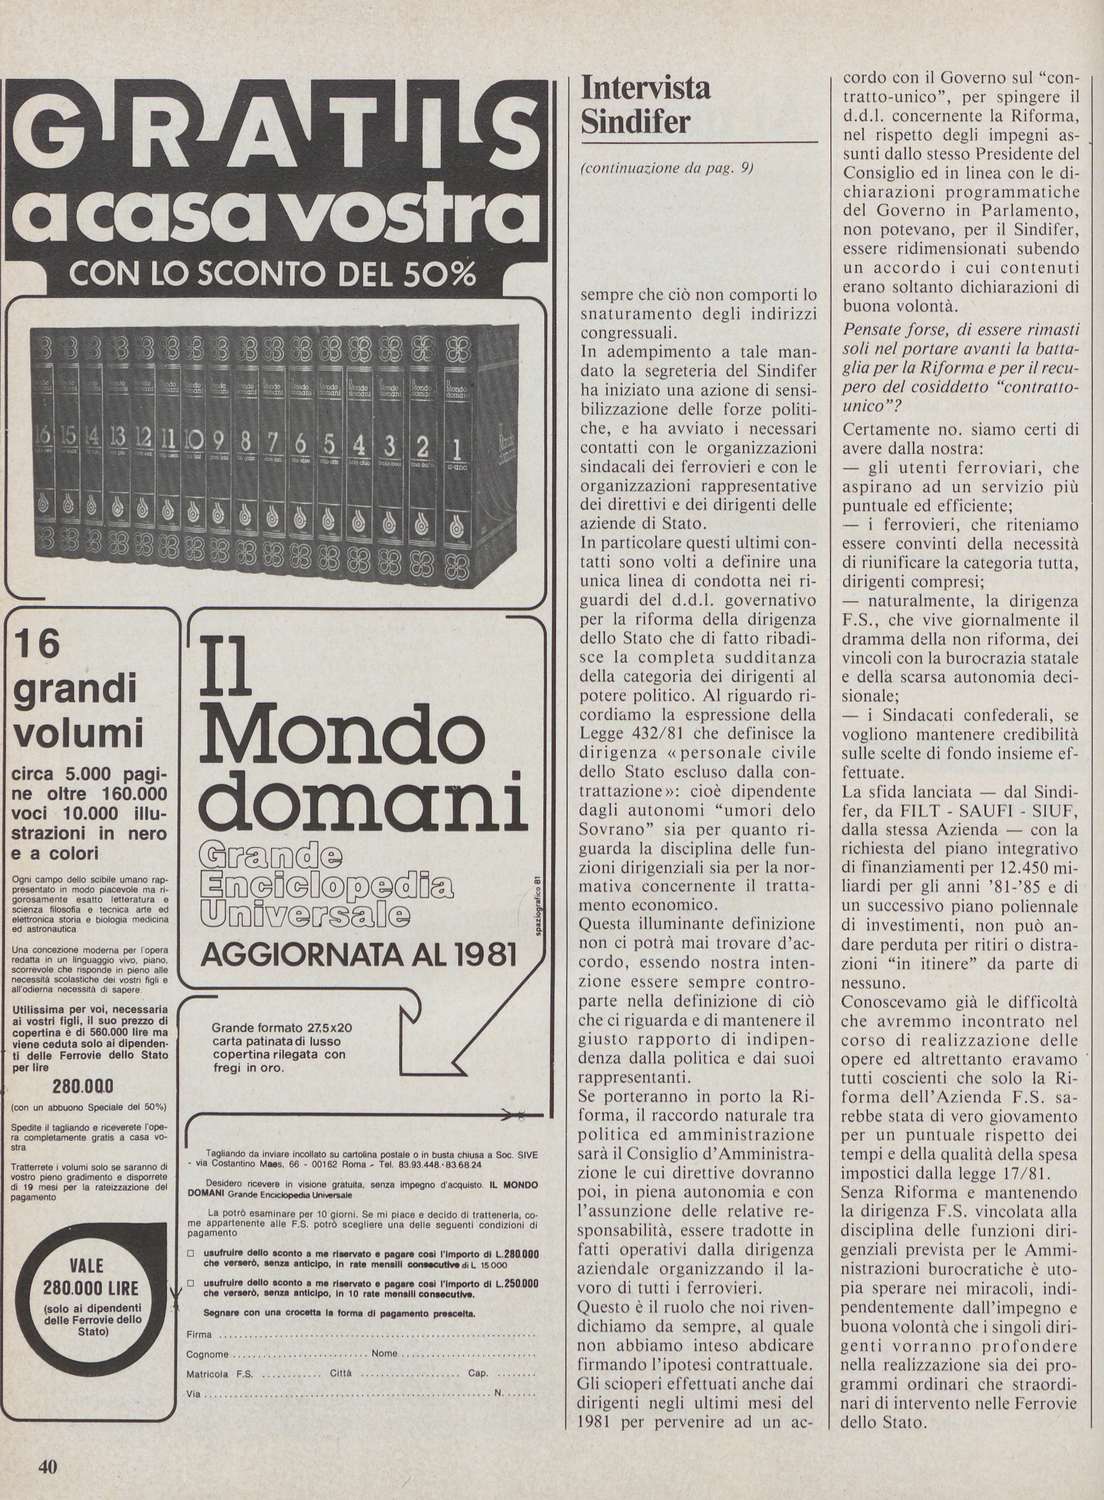 GRATIS
a casa vostra
CON LO SCONTO DEL 50%
16 15 14 13 12 11 10 9 8 7 6 5 4 3 2 1
Il Mondo domani
16
grandi
volumi
circa 5.000 pagi-
ne oltre 160.000
voci 10.000 illu-
strazioni in nero
e a colori
Ogni campo dello scibile umano rap-
presentato in modo piacevole ma ri-
gorosamente esatto letteratura e
scienza filosofia e tecnica arte ed
elettronica storia e biologia medicina
ed astronautica
Una concezione moderna per l'opera
redatta in un linguaggio vivo, piano,
scorrevole che risponde in pieno alle
necessità scolastiche dei vostri figli e
all'odierna necessità di sapere.
Utilissima per voi, necessaria
ai vostri figli, il suo prezzo di
copertina è di 560.000 lire ma
viene ceduta solo ai dipenden-
ti delle Ferrovie dello Stato
per lire
280.000
(con un abbuono Speciale del 50%)
Spedite il tagliando e riceverete l'ope-
ra completamente gratis a casa vo-
stra
Tratterrete i volumi solo se saranno di
vostro pieno gradimento e disporrete
di 19 mesi per la rateizzazione del
pagamento
VALE
280.000 LIRE
(solo ai dipendenti
delle Ferrovie dello
Stato)
Il
Mondo
domani
Grande
Enciclopedia
Universale
AGGIORNATA AL 1981
spaziografico 81
Grande formato 27,5x20
carta patinata di lusso
copertina rilegata con
fregi in oro.
Tagliando da inviare incollato su cartolina postale o in busta chiusa a Soc. SIVE
- via Costantino Maes, 66 - 00162 Roma - Tel. 83.93.448 - 83.68.24
Desidero ricevere in visione gratuita, senza impegno d'acquisto. IL MONDO
DOMANI Grande Enciclopedia Universale
La potrò esaminare per 10 giorni. Se mi piace e decido di trattenerla, co-
me appartenente alle F.S. potrò scegliere una delle seguenti condizioni di
pagamento
□ usufruire dello sconto a me riservato e pagare così l'importo di L.280.000
che verserò, senza anticipo, in rate mensili consecutive di L 15.000
□ usufruire dello sconto a me riservato e pagare così l'importo di L.250.000
che verserò, senza anticipo, in 10 rate mensili consecutive.
Segnare con una crocetta la forma di pagamento prescelta.
Firma
Cognome Nome
Matricola F.S. Città Cap.
Via N.
40
Intervista
Sindifer
(continuazione da pag. 9)
sempre che ciò non comporti lo
snaturamento degli indirizzi
congressuali.
In adempimento a tale man-
dato la segreteria del Sindifer
ha iniziato una azione di sensi-
bilizzazione delle forze politi-
che, e ha avviato i necessari
contatti con le organizzazioni
sindacali dei ferrovieri e con le
organizzazioni rappresentative
dei direttivi e dei dirigenti delle
aziende di Stato.
In particolare questi ultimi con-
tatti sono volti a definire una
unica linea di condotta nei ri-
guardi del d.d.l. governativo
per la riforma della dirigenza
dello Stato che di fatto ribadi-
sce la completa sudditanza
della categoria dei dirigenti al
potere politico. Al riguardo ri-
cordiamo la espressione della
Legge 432/81 che definisce la
dirigenza «personale civile
dello Stato escluso dalla con-
trattazione»: cioè dipendente
dagli autonomi "umori delo
Sovrano" sia per quanto ri-
guarda la disciplina delle fun-
zioni dirigenziali sia per la nor-
mativa concernente il tratta-
mento economico.
Questa illuminante definizione
non ci potrà mai trovare d'ac-
cordo, essendo nostra inten-
zione essere sempre contro-
parte nella definizione di ciò
che ci riguarda e di mantenere il
giusto rapporto di indipen-
denza dalla politica e dai suoi
rappresentanti.
Se porteranno in porto la Ri-
forma, il raccordo naturale tra
politica ed amministrazione
sarà il Consiglio d'Amministra-
zione le cui direttive dovranno
poi, in piena autonomia e con
l'assunzione delle relative re-
sponsabilità, essere tradotte in
fatti operativi dalla dirigenza
aziendale organizzando il la-
voro di tutti i ferrovieri.
Questo è il ruolo che noi riven-
dichiamo da sempre, al quale
non abbiamo inteso abdicare
firmando l'ipotesi contrattuale.
Gli scioperi effettuati anche dai
dirigenti negli ultimi mesi del
1981 per pervenire ad un ac-
cordo con il Governo sul "con-
tratto-unico", per spingere il
d.d.l. concernente la Riforma,
nel rispetto degli impegni as-
sunti dallo stesso Presidente del
Consiglio ed in linea con le di-
chiarazioni programmatiche
del Governo in Parlamento,
non potevano, per il Sindifer,
essere ridimensionati subendo
un accordo i cui contenuti
erano soltanto dichiarazioni di
buona volontà.
Pensate forse, di essere rimasti
soli nel portare avanti la batta-
glia per la Riforma e per il recu-
pero del cosiddetto "contratto-
unico"?
Certamente no. siamo certi di
avere dalla nostra:
— gli utenti ferroviari, che
aspirano ad un servizio più
puntuale ed efficiente;
— i ferrovieri, che riteniamo
essere convinti della necessità
di riunificare la categoria tutta,
dirigenti compresi;
— naturalmente, la dirigenza
F.S., che vive giornalmente il
dramma della non riforma, dei
vincoli con la burocrazia statale
e della scarsa autonomia deci-
sionale;
— i Sindacati confederali, se
vogliono mantenere credibilità
sulle scelte di fondo insieme ef-
fettuate.
La sfida lanciata — dal Sindi-
fer, da FILT - SAUFI - SIUF,
dalla stessa Azienda — con la
richiesta del piano integrativo
di finanziamenti per 12.450 mi-
liardi per gli anni '81-'85 e di
un successivo piano poliennale
di investimenti, non può an-
dare perduta per ritiri o distra-
zioni "in itinere" da parte di
nessuno.
Conoscevamo già le difficoltà
che avremmo incontrato nel
corso di realizzazione delle
opere ed altrettanto eravamo
tutti coscienti che solo la Ri-
forma dell'Azienda F.S. sa-
rebbe stata di vero giovamento
per un puntuale rispetto dei
tempi e della qualità della spesa
impostici dalla legge 17/81.
Senza Riforma e mantenendo
la dirigenza F.S. vincolata alla
disciplina delle funzioni diri-
genziali prevista per le Ammi-
nistrazioni burocratiche è uto-
pia sperare nei miracoli, indi-
pendentemente dall'impegno e
buona volontà che i singoli diri-
genti vorranno profondere
nella realizzazione sia dei pro-
grammi ordinari che straordi-
nari di intervento nelle Ferrovie
dello Stato.